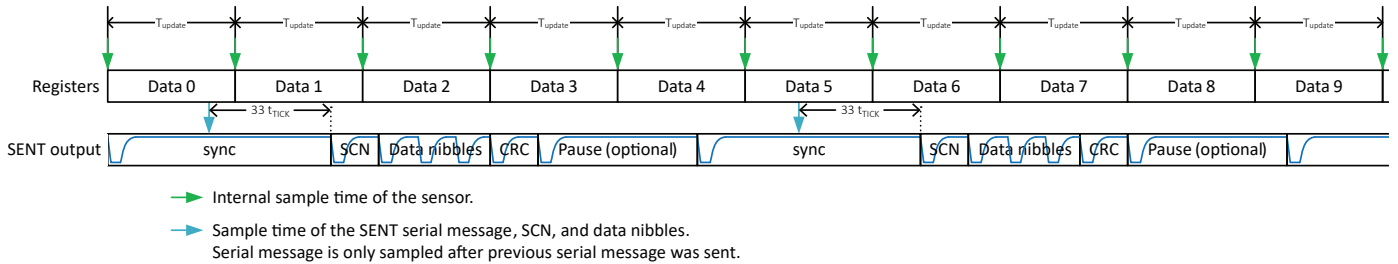 Tupdate Tupdate Tupdate Tupdate Tupdate Tupdate Tupdate Tupdate Tupdate Tupdate
Registers Data 0 Data 1 Data 2 Data 3 Data 4 Data 5 Data 6 Data 7 Data 8 Data 9
33 tTICK 33 tTICK
SENT output sync SCN Data nibbles CRC Pause (optional) sync SCN Data nibbles CRC Pause (optional)
Internal sample time of the sensor.
Sample time of the SENT serial message, SCN, and data nibbles.
Serial message is only sampled after previous serial message was sent.